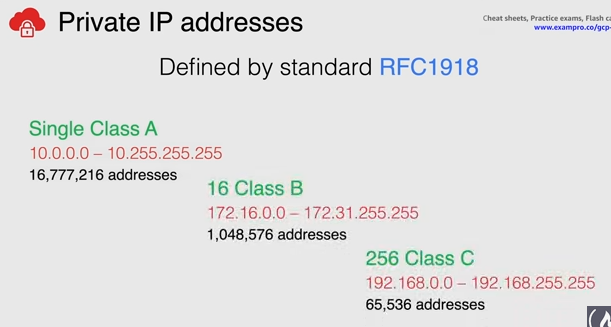 Private IP addresses
Cheat sheets, Practice exams, Flash
www.exampro.co/gcp-
Defined by standard RFC1918
Single Class A
10.0.0.0 – 10.255.255.255
16,777,216 addresses
16 Class B
172.16.0.0 – 172.31.255.255
1,048,576 addresses
256 Class C
192.168.0.0 – 192.168.255.255
65,536 addresses